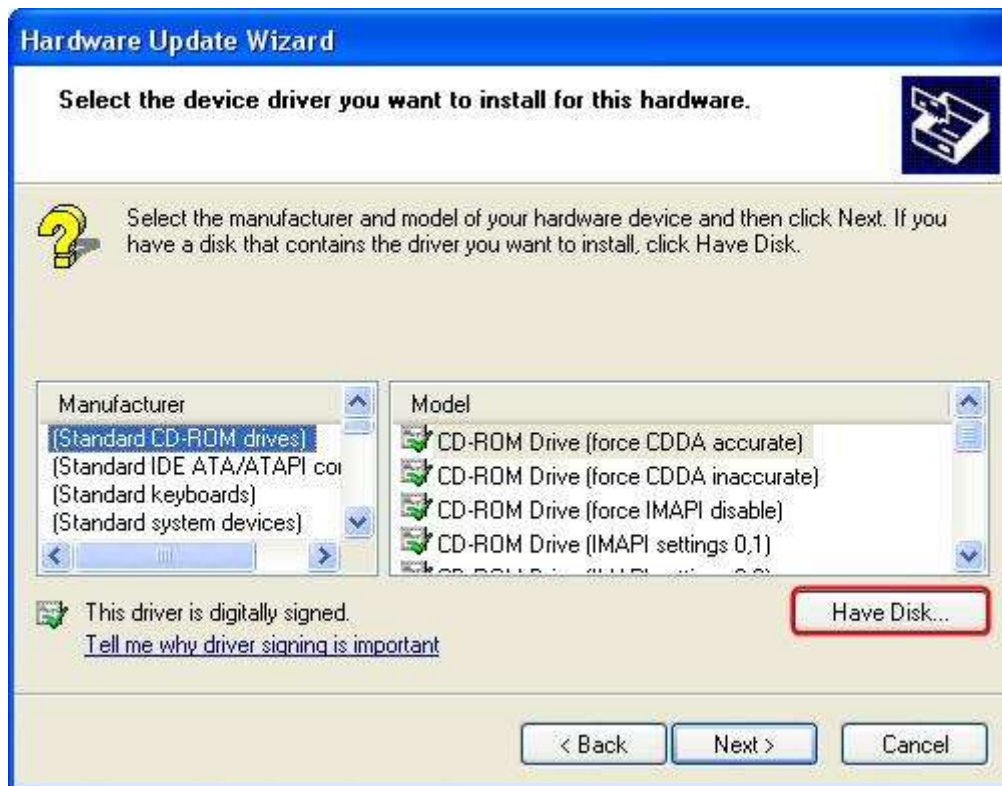 Hardware Update Wizard
Select the device driver you want to install for this hardware.
Select the manufacturer and model of your hardware device and then click Next. If you
have a disk that contains the driver you want to install, click Have Disk.
Manufacturer
(Standard CD-ROM drives)
(Standard IDE ATA/ATAPI
(Standard keyboards)
(Standard system devices)
Model
CD-ROM Drive (force CDDA accurate)
CD-ROM Drive (force CDDA inaccurate)
CD-ROM Drive (force IMAPI disable)
CD-ROM Drive (IMAPI settings 0,1)
This driver is digitally signed.
Tell me why driver signing is important
Have Disk...
< Back
Next >
Cancel